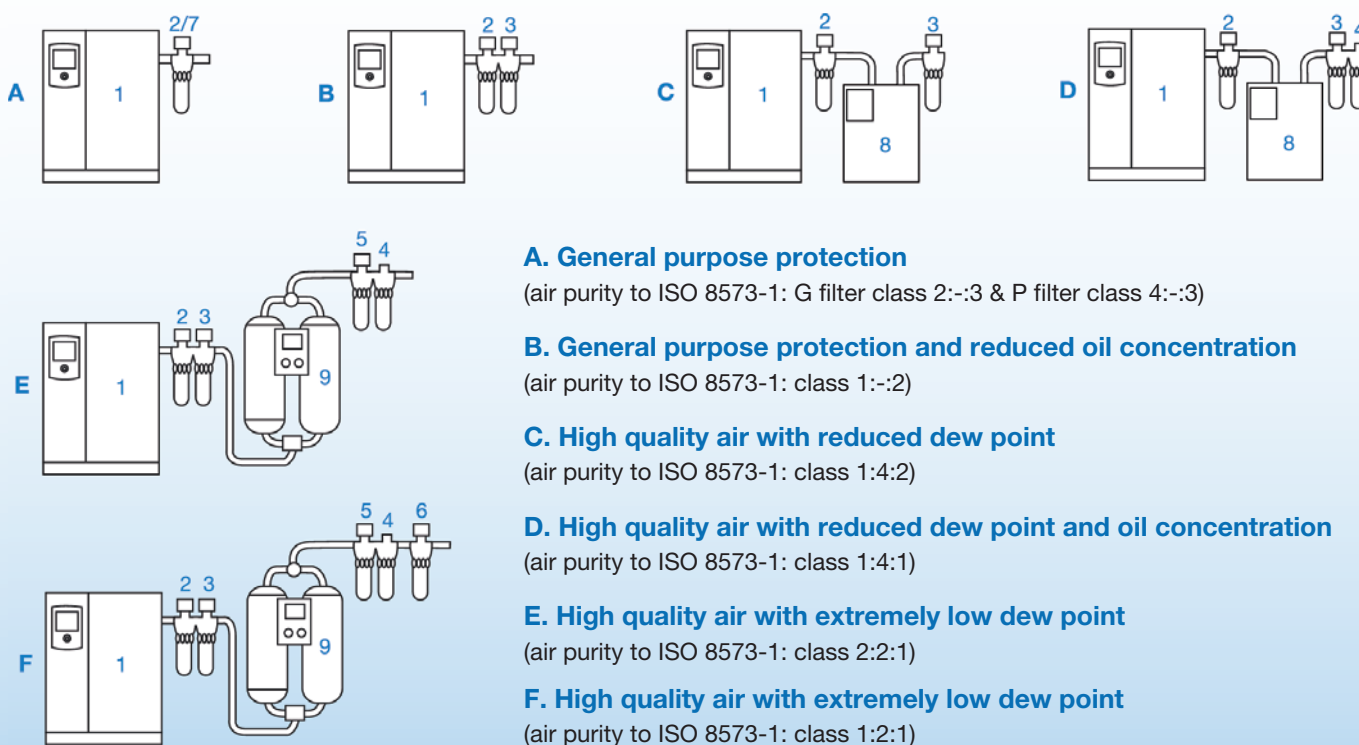 2/7
A
1
2 3
B
1
2
3
C
1
8
2
3 4
D
1
8
5 4
2 3
E
1
9
A. General purpose protection
(air purity to ISO 8573-1: G filter class 2:-:3 & P filter class 4:-:3)
B. General purpose protection and reduced oil concentration
(air purity to ISO 8573-1: class 1:-:2)
C. High quality air with reduced dew point
(air purity to ISO 8573-1: class 1:4:2)
D. High quality air with reduced dew point and oil concentration
(air purity to ISO 8573-1: class 1:4:1)
E. High quality air with extremely low dew point
(air purity to ISO 8573-1: class 2:2:1)
F. High quality air with extremely low dew point
(air purity to ISO 8573-1: class 1:2:1)
5 4 6
2 3
F
1
9